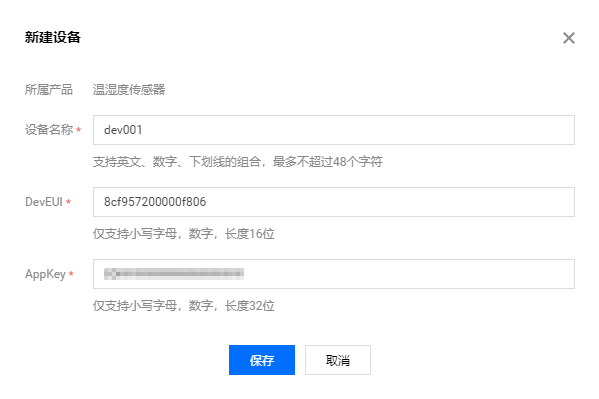 新建设备
所属产品 温湿度传感器
设备名称 * dev001
支持英文、数字、下划线的组合，最多不超过48个字符
DevEUI * 8cf957200000f806
仅支持小写字母，数字，长度16位
AppKey *
仅支持小写字母，数字，长度32位
保存 取消